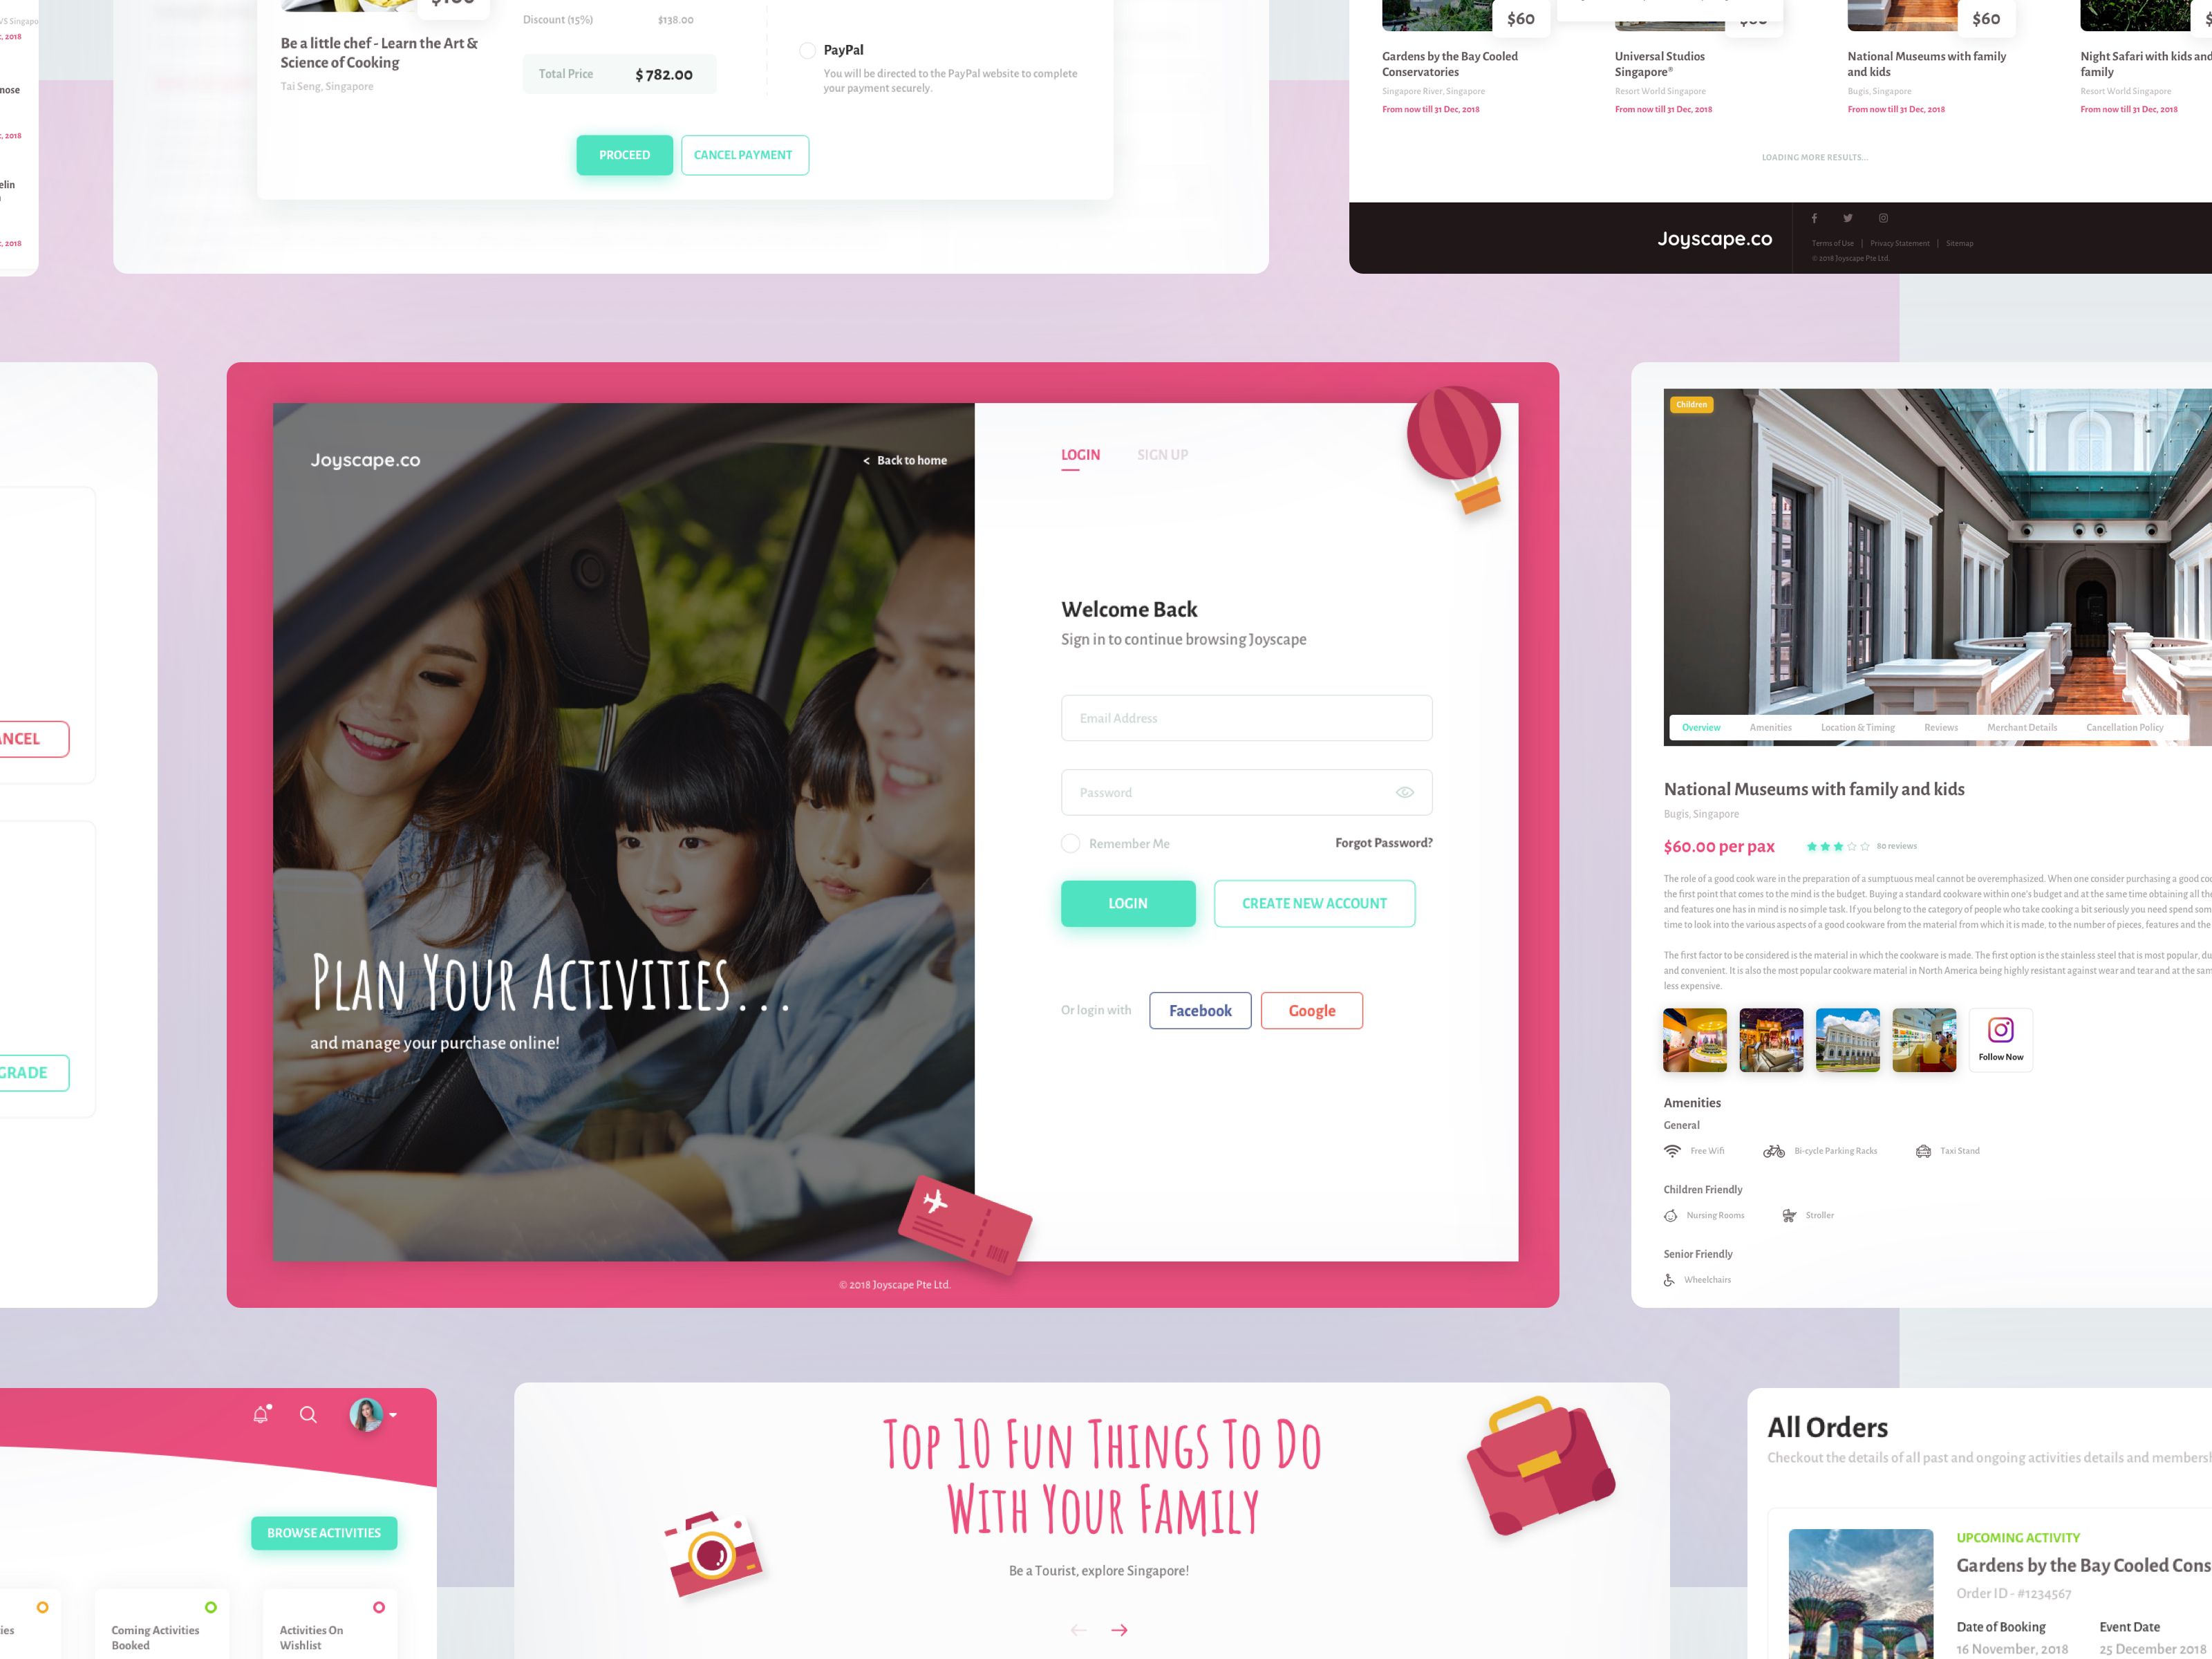 VS Singapo
c, 2018
nose
c, 2018
elin
c, 2018
Discount (15%)
$138.00
Be a little chef - Learn the Art &
Science of Cooking
Tai Seng, Singapore
Total Price
$ 782.00
PayPal
You will be directed to the PayPal website to complete
your payment securely.
PROCEED
CANCEL PAYMENT
$60
$60
Gardens by the Bay Cooled
Conservatories
Singapore River, Singapore
From now till 31 Dec, 2018
Universal Studios
Singapore®
Resort World Singapore
From now till 31 Dec, 2018
National Museums with family
and kids
Bugis, Singapore
From now till 31 Dec, 2018
Night Safari with kids and
family
Resort World Singapore
From now till 31 Dec, 2018
LOADING MORE RESULTS...
Joyscape.co
Terms of Use | Privacy Statement | Sitemap
© 2018 Joyscape Pte Ltd.
ANCEL
GRADE
Joyscape.co
< Back to home
PLAN YOUR ACTIVITIES...
and manage your purchase online!
LOGIN
SIGN UP
Welcome Back
Sign in to continue browsing Joyscape
Email Address
Password
Remember Me
Forgot Password?
LOGIN
CREATE NEW ACCOUNT
Or login with
Facebook
Google
© 2018 Joyscape Pte Ltd.
Children
Overview
Amenities
Location & Timing
Reviews
Merchant Details
Cancellation Policy
National Museums with family and kids
Bugis, Singapore
$60.00 per pax
80 reviews
The role of a good cook ware in the preparation of a sumptuous meal cannot be overemphasized. When one consider purchasing a good coo
the first point that comes to the mind is the budget. Buying a standard cookware within one's budget and at the same time obtaining all the
and features one has in mind is no simple task. If you belong to the category of people who take cooking a bit seriously you need spend som
time to look into the various aspects of a good cookware from the material from which it is made, to the number of pieces, features and the
The first factor to be considered is the material in which the cookware is made. The first option is the stainless steel that is most popular, du
and convenient. It is also the most popular cookware material in North America being highly resistant against wear and tear and at the sam
less expensive.
Follow Now
Amenities
General
Free Wifi
Bi-cycle Parking Racks
Taxi Stand
Children Friendly
Nursing Rooms
Stroller
Senior Friendly
Wheelchairs
BROWSE ACTIVITIES
ies
Coming Activities
Booked
Activities On
Wishlist
TOP 10 FUN THINGS TO DO
WITH YOUR FAMILY
Be a Tourist, explore Singapore!
All Orders
Checkout the details of all past and ongoing activities details and membersh
UPCOMING ACTIVITY
Gardens by the Bay Cooled Cons
Order ID - #1234567
Date of Booking
Event Date
16 November, 2018
25 December 2018